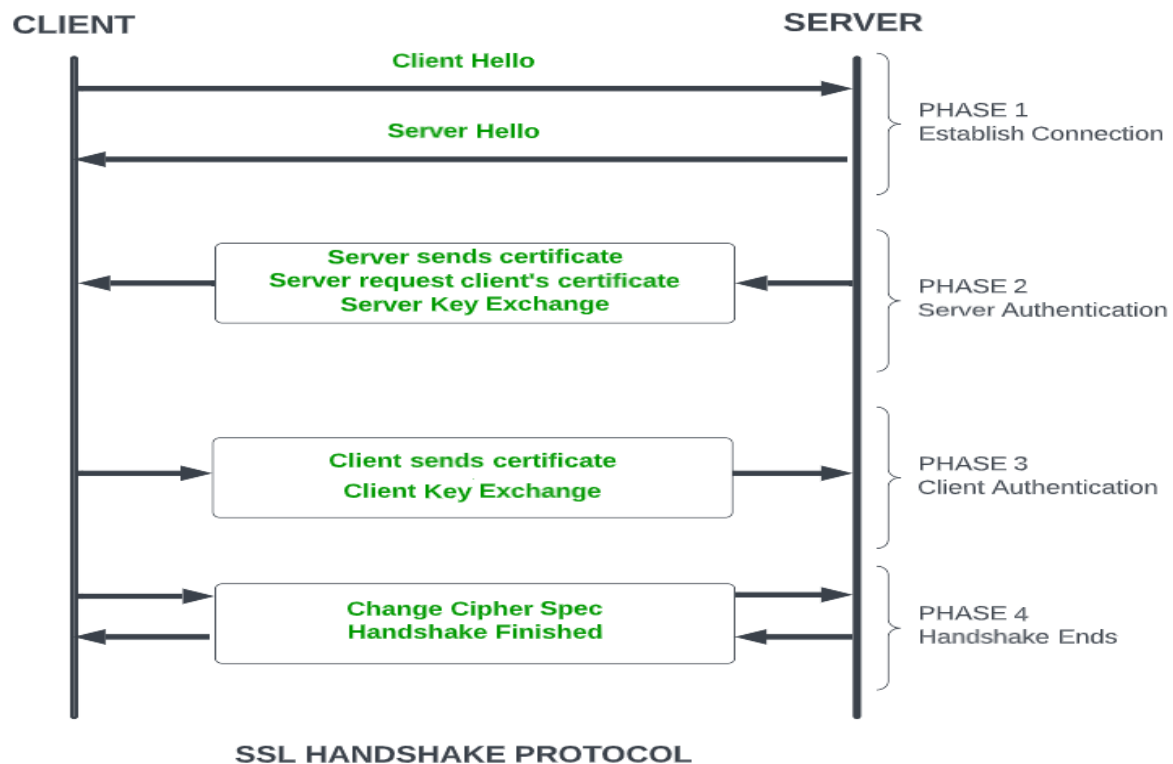 CLIENT
SERVER
Client Hello
Server Hello
PHASE 1
Establish Connection
Server sends certificate
Server request client's certificate
Server Key Exchange
PHASE 2
Server Authentication
Client sends certificate
Client Key Exchange
PHASE 3
Client Authentication
Change Cipher Spec
Handshake Finished
PHASE 4
Handshake Ends
SSL HANDSHAKE PROTOCOL